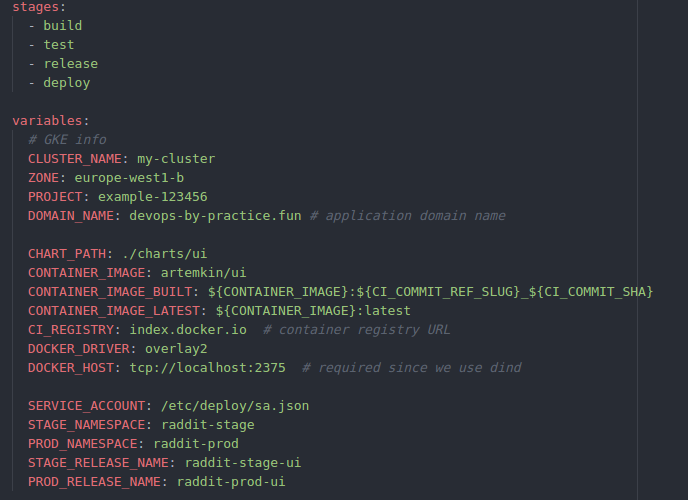 stages:
  - build
  - test
  - release
  - deploy

variables:
  # GKE info
  CLUSTER_NAME: my-cluster
  ZONE: europe-west1-b
  PROJECT: example-123456
  DOMAIN_NAME: devops-by-practice.fun # application domain name

  CHART_PATH: ./charts/ui
  CONTAINER_IMAGE: artemkin/ui
  CONTAINER_IMAGE_BUILT: ${CONTAINER_IMAGE}:${CI_COMMIT_REF_SLUG}_${CI_COMMIT_SHA}
  CONTAINER_IMAGE_LATEST: ${CONTAINER_IMAGE}:latest
  CI_REGISTRY: index.docker.io  # container registry URL
  DOCKER_DRIVER: overlay2
  DOCKER_HOST: tcp://localhost:2375  # required since we use dind

  SERVICE_ACCOUNT: /etc/deploy/sa.json
  STAGE_NAMESPACE: raddit-stage
  PROD_NAMESPACE: raddit-prod
  STAGE_RELEASE_NAME: raddit-stage-ui
  PROD_RELEASE_NAME: raddit-prod-ui